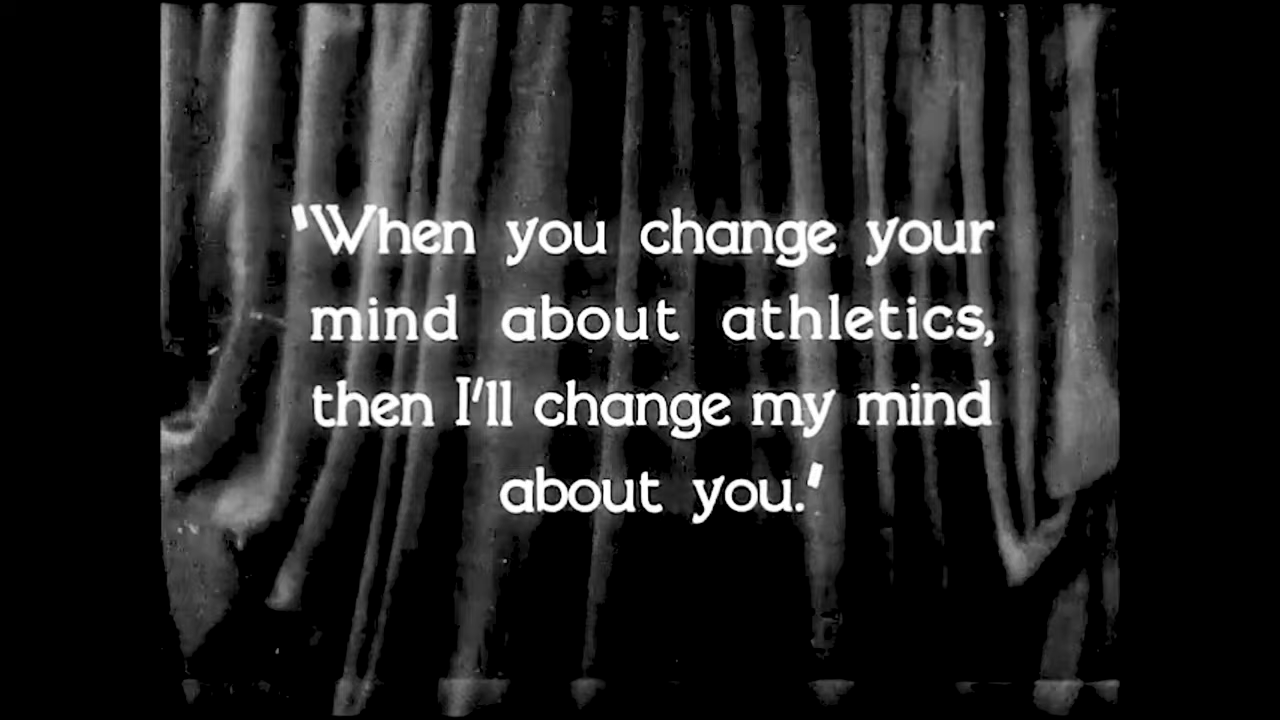 'When you change your
mind about athletics,
then I'll change my mind
about you.'